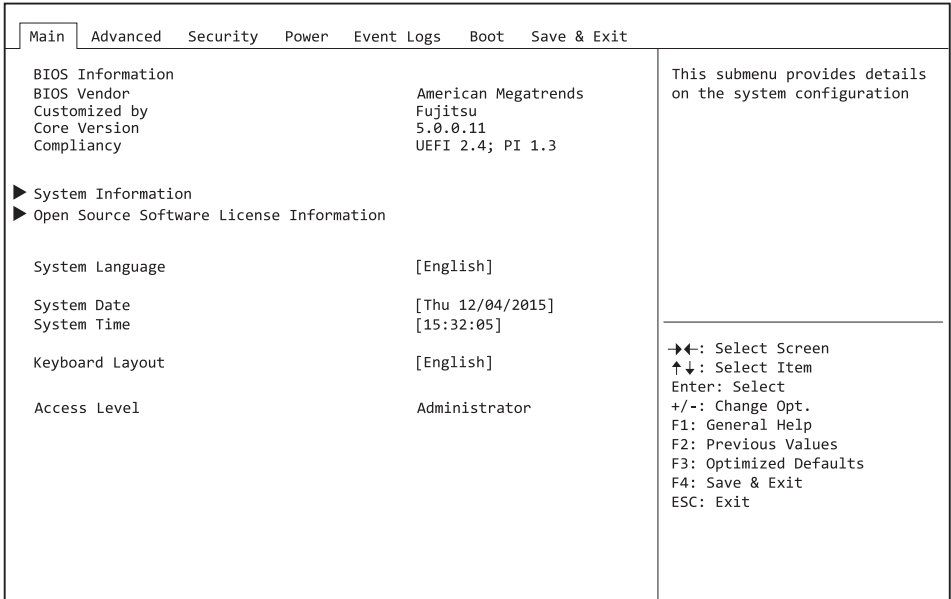 Main Advanced Security Power Event Logs Boot Save & Exit
BIOS Information
BIOS Vendor American Megatrends
Customized by Fujitsu
Core Version 5.0.0.11
Compliancy UEFI 2.4; PI 1.3
▶ System Information
▶ Open Source Software License Information
System Language [English]
System Date [Thu 12/04/2015]
System Time [15:32:05]
Keyboard Layout [English]
Access Level Administrator
This submenu provides details
on the system configuration
→←: Select Screen
↑↓: Select Item
Enter: Select
+/-: Change Opt.
F1: General Help
F2: Previous Values
F3: Optimized Defaults
F4: Save & Exit
ESC: Exit